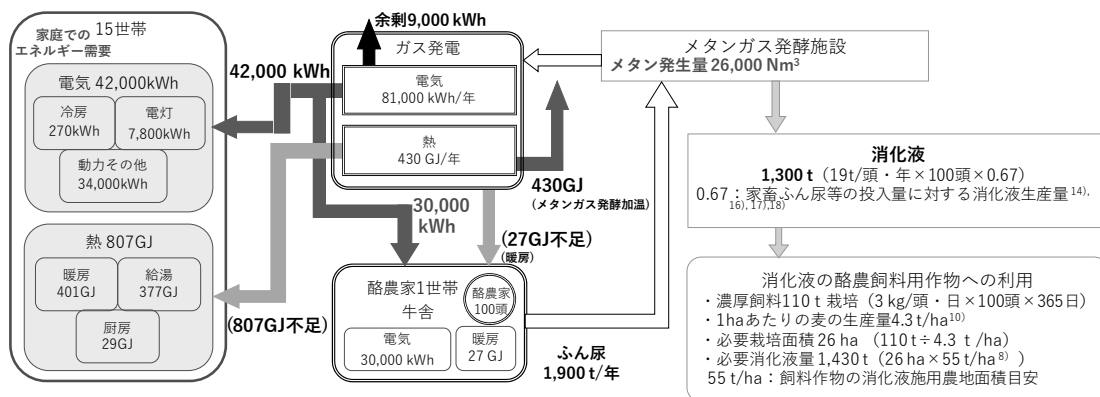 家庭での
エネルギー需要
15世帯
電気 42,000kWh
冷房
270kWh
電灯
7,800kWh
動力その他
34,000kWh
熱 807GJ
暖房
401GJ
給湯
377GJ
厨房
29GJ
余剰9,000 kWh
ガス発電
電気
81,000 kWh/年
熱
430 GJ/年
42,000 kWh
30,000
kWh
430GJ
(メタンガス発酵加温)
(27GJ不足)
(暖房)
(807GJ不足)
酪農家1世帯
牛舎
酪農家
100頭
電気
30,000 kWh
暖房
27 GJ
ふん尿
1,900 t/年
メタンガス発酵施設
メタン発生量 26,000 Nm³
消化液
1,300 t（19t/頭・年×100頭×0.67）
0.67：家畜ふん尿等の投入量に対する消化液生産量14),
16), 17),18)
消化液の酪農飼料用作物への利用
・濃厚飼料110 t 栽培（3 kg/頭・日×100頭×365日）
・1haあたりの麦の生産量4.3 t/ha10)
・必要栽培面積 26 ha （110 t÷ 4.3 t /ha）
・必要消化液量 1,430 t（26 ha×55 t/ha8) ）
55 t/ha：飼料作物の消化液施用農地面積目安